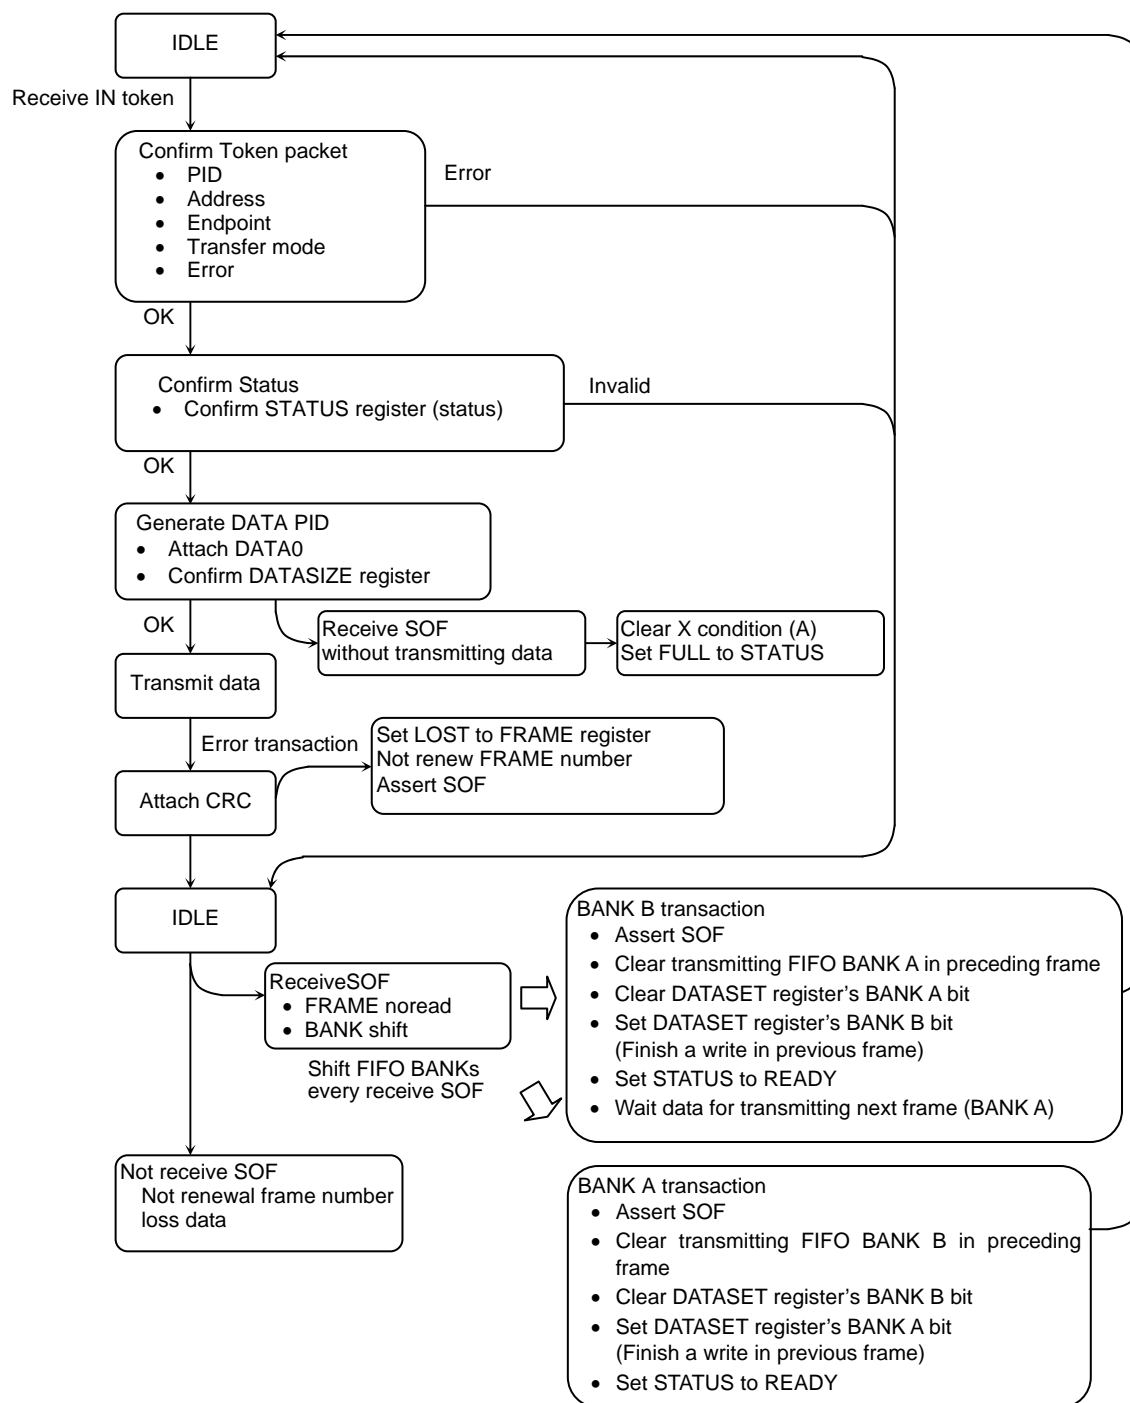 IDLE
Receive IN token
Confirm Token packet
• PID
• Address
• Endpoint
• Transfer mode
• Error
Error
OK
Confirm Status
• Confirm STATUS register (status)
Invalid
OK
Generate DATA PID
• Attach DATA0
• Confirm DATASIZE register
OK
Receive SOF
without transmitting data
Clear X condition (A)
Set FULL to STATUS
Transmit data
Error transaction
Set LOST to FRAME register
Not renew FRAME number
Assert SOF
Attach CRC
IDLE
ReceiveSOF
• FRAME noread
• BANK shift
Shift FIFO BANKs
every receive SOF
BANK B transaction
• Assert SOF
• Clear transmitting FIFO BANK A in preceding frame
• Clear DATASET register’s BANK A bit
• Set DATASET register’s BANK B bit
(Finish a write in previous frame)
• Set STATUS to READY
• Wait data for transmitting next frame (BANK A)
Not receive SOF
Not renewal frame number
loss data
BANK A transaction
• Assert SOF
• Clear transmitting FIFO BANK B in preceding
frame
• Clear DATASET register’s BANK B bit
• Set DATASET register’s BANK A bit
(Finish a write in previous frame)
• Set STATUS to READY